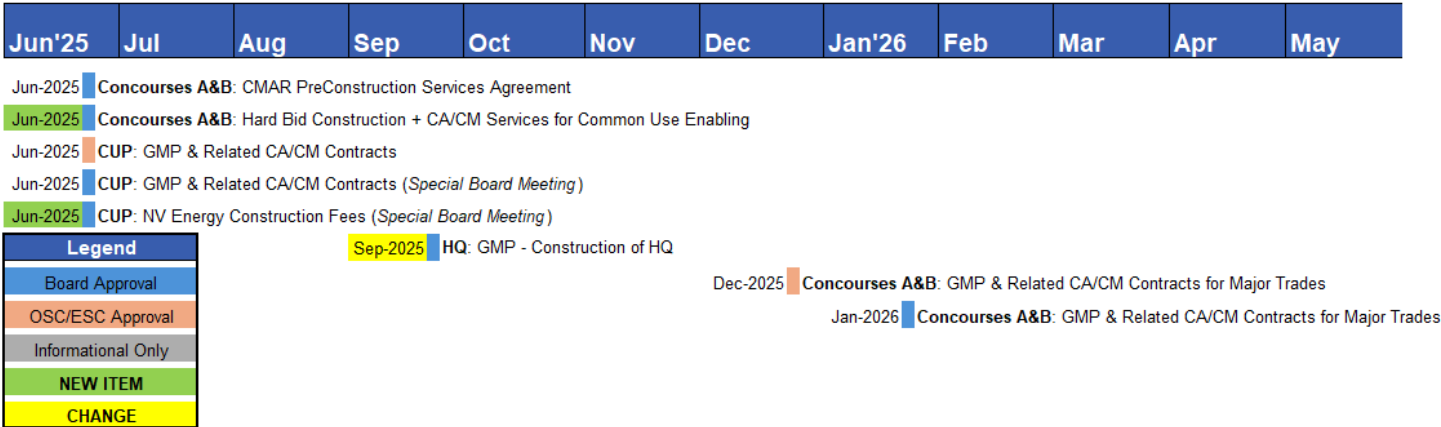 Jun'25 Jul Aug Sep Oct Nov Dec Jan'26 Feb Mar Apr May
Jun-2025 Concourses A&B: CMAR PreConstruction Services Agreement
Jun-2025 Concourses A&B: Hard Bid Construction + CA/CM Services for Common Use Enabling
Jun-2025 CUP: GMP & Related CA/CM Contracts
Jun-2025 CUP: GMP & Related CA/CM Contracts (Special Board Meeting)
Jun-2025 CUP: NV Energy Construction Fees (Special Board Meeting)
Sep-2025 HQ: GMP - Construction of HQ
Dec-2025 Concourses A&B: GMP & Related CA/CM Contracts for Major Trades
Jan-2026 Concourses A&B: GMP & Related CA/CM Contracts for Major Trades
Legend
Board Approval
OSC/ESC Approval
Informational Only
NEW ITEM
CHANGE